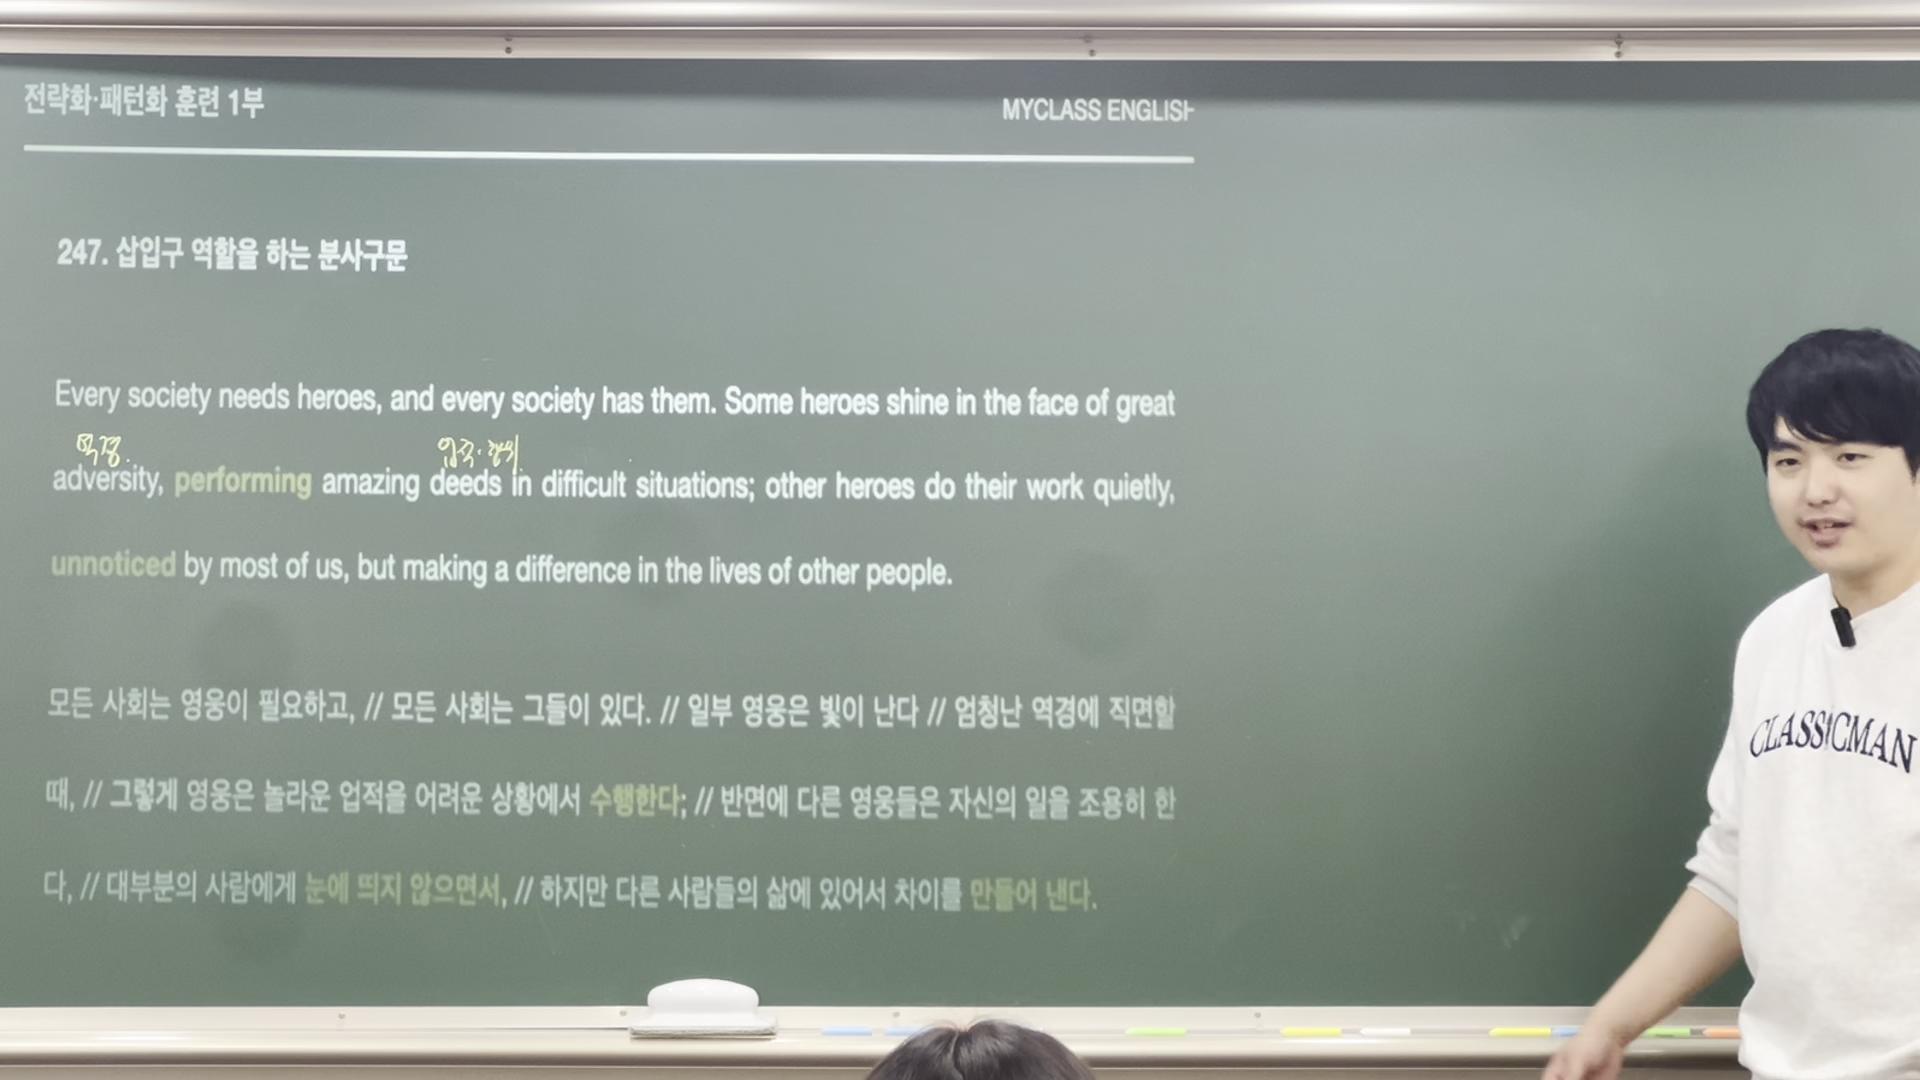 전략화·패턴화 훈련 1부
MYCLASS ENGLISH
247. 삽입구 역할을 하는 분사구문
Every society needs heroes, and every society has them. Some heroes shine in the face of great
역경. 업적·행위
adversity, performing amazing deeds in difficult situations; other heroes do their work quietly,
unnoticed by most of us, but making a difference in the lives of other people.
모든 사회는 영웅이 필요하고, // 모든 사회는 그들이 있다. // 일부 영웅은 빛이 난다 // 엄청난 역경에 직면할
때, // 그렇게 영웅은 놀라운 업적을 어려운 상황에서 수행한다; // 반면에 다른 영웅들은 자신의 일을 조용히 한
다, // 대부분의 사람에게 눈에 띄지 않으면서, // 하지만 다른 사람들의 삶에 있어서 차이를 만들어 낸다.
CLASSICMAN